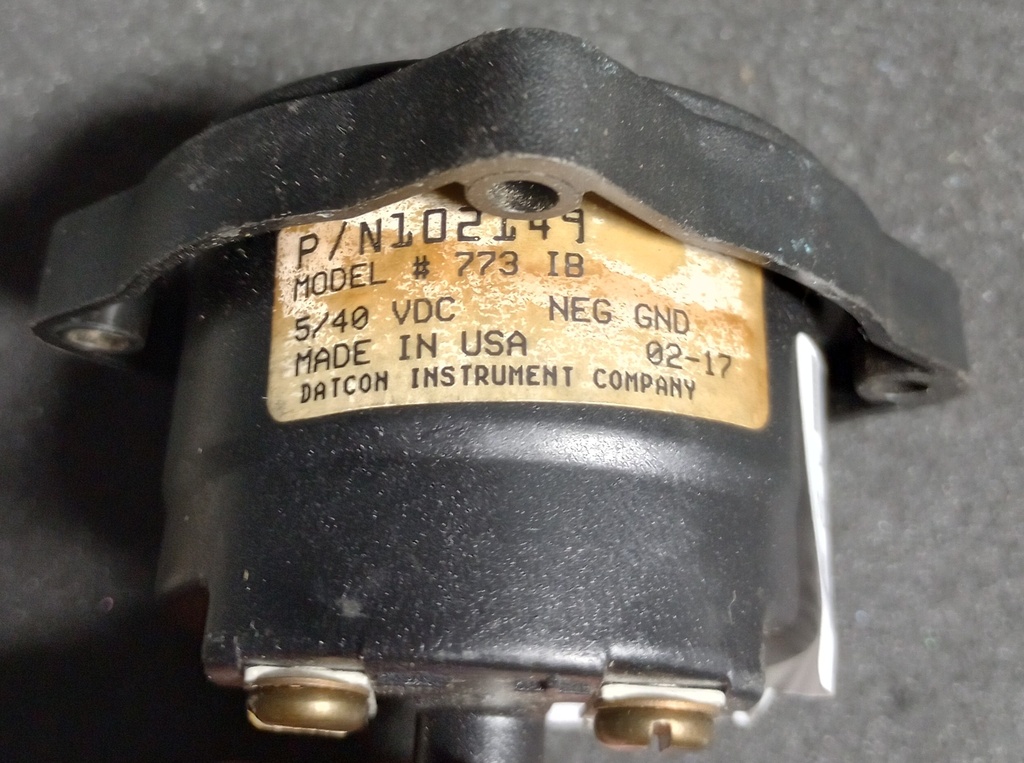 P/N102149
MODEL # 773 IB
5/40 VDC NEG GND
MADE IN USA 02-17
DATCON INSTRUMENT COMPANY